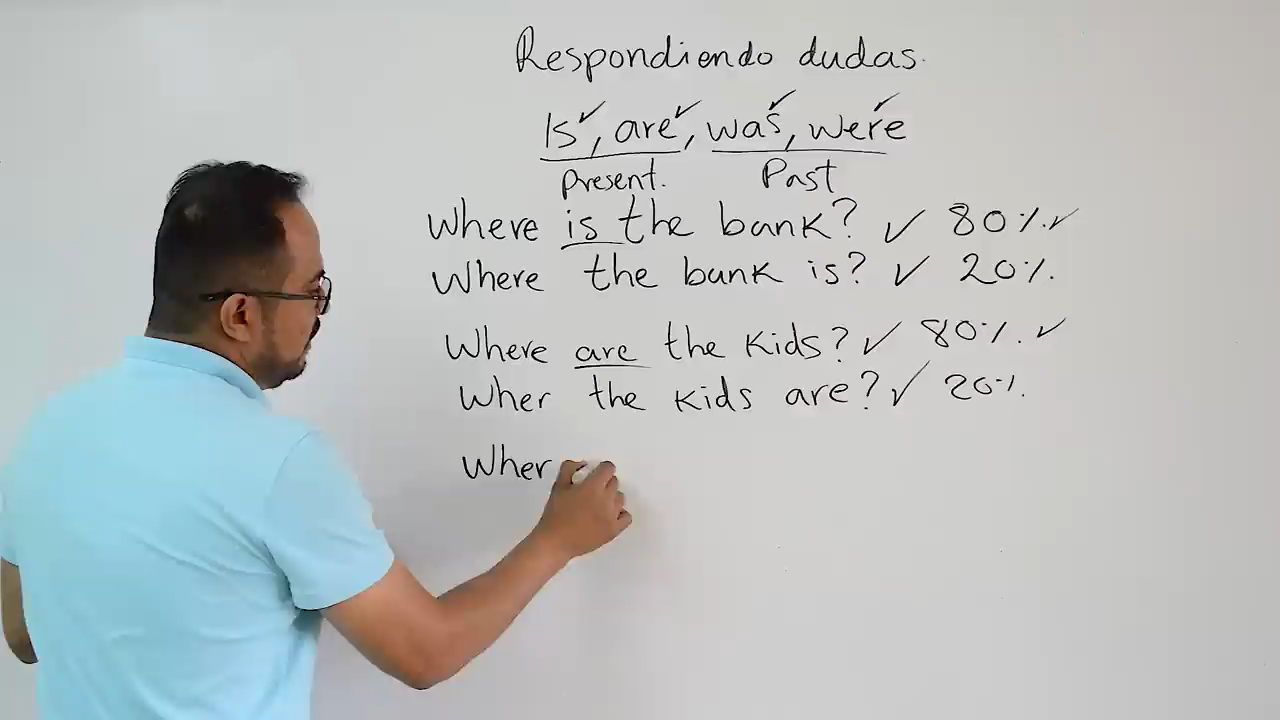 Respondiendo dudas.
Is✓, are✓, was✓, were✓
Present. Past
Where is the bank? ✓ 80%. ✓
Where the bank is? ✓ 20%.
Where are the kids? ✓ 80%. ✓
Wher the kids are? ✓ 20%.
Wher